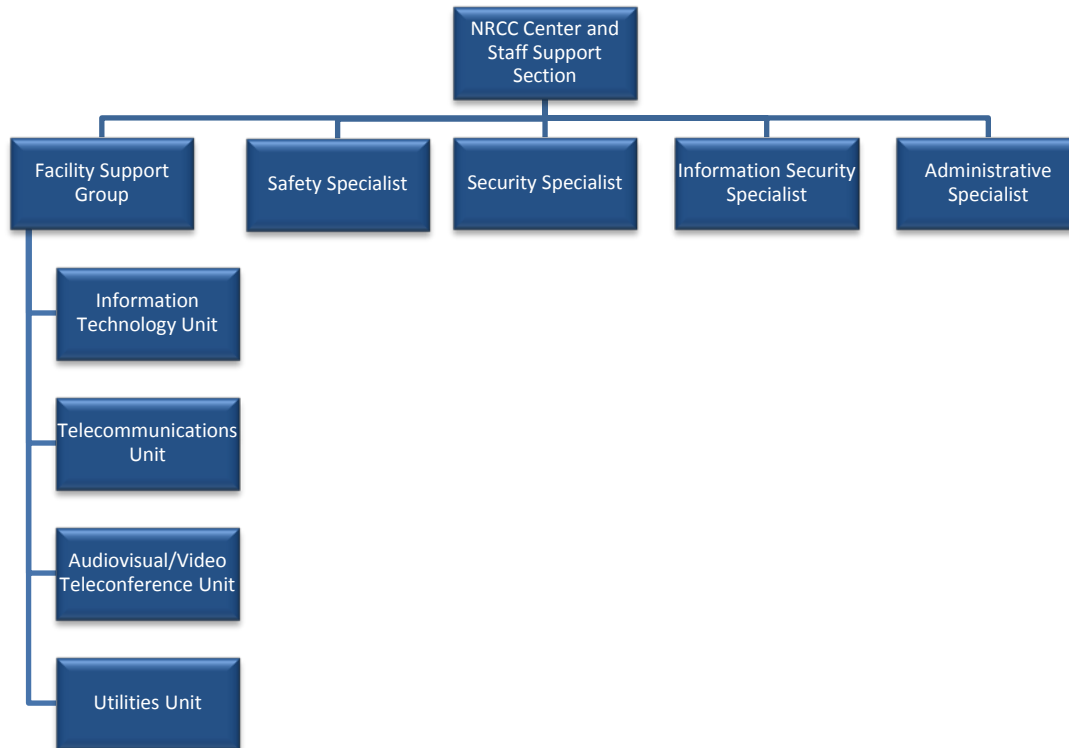 NRCC Center and
Staff Support
Section
Facility Support
Group
Safety Specialist
Security Specialist
Information Security
Specialist
Administrative
Specialist
Information
Technology Unit
Telecommunications
Unit
Audiovisual/Video
Teleconference Unit
Utilities Unit